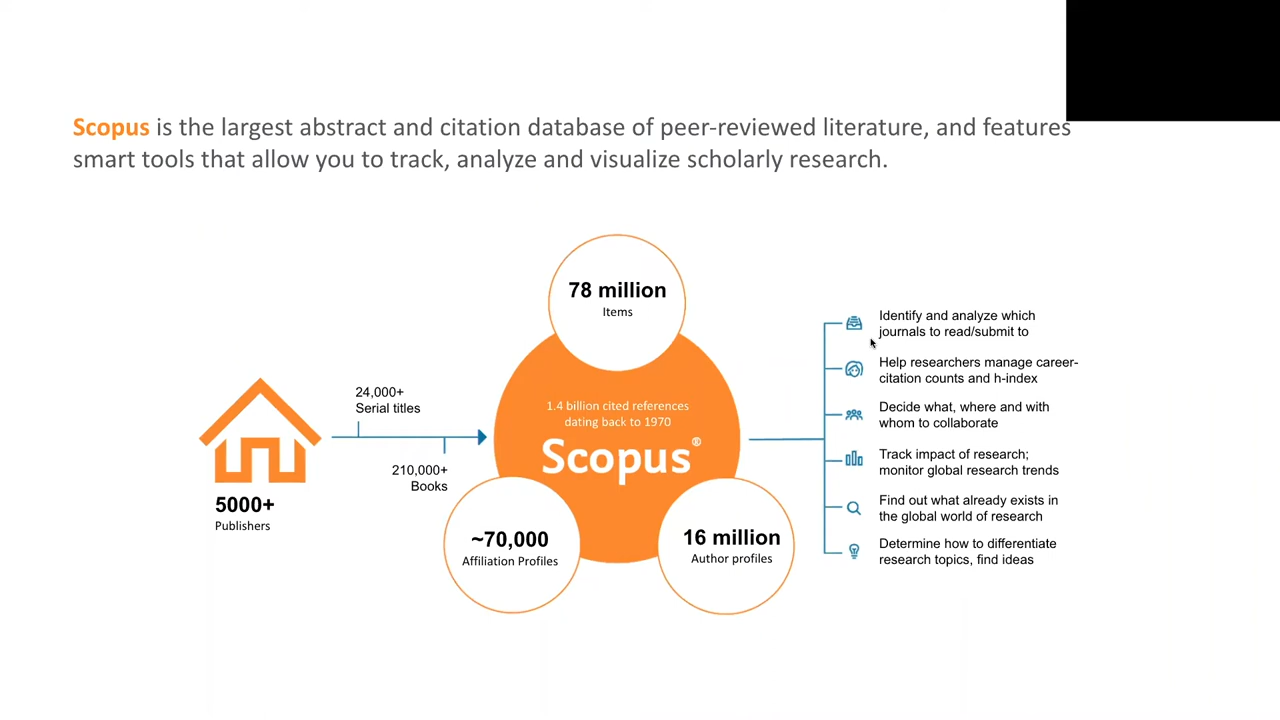 Scopus is the largest abstract and citation database of peer-reviewed literature, and features
smart tools that allow you to track, analyze and visualize scholarly research.
78 million
Items
1.4 billion cited references
dating back to 1970
Scopus®
~70,000
Affiliation Profiles
16 million
Author profiles
5000+
Publishers
24,000+
Serial titles
210,000+
Books
Identify and analyze which
journals to read/submit to
Help researchers manage career-
citation counts and h-index
Decide what, where and with
whom to collaborate
Track impact of research;
monitor global research trends
Find out what already exists in
the global world of research
Determine how to differentiate
research topics, find ideas